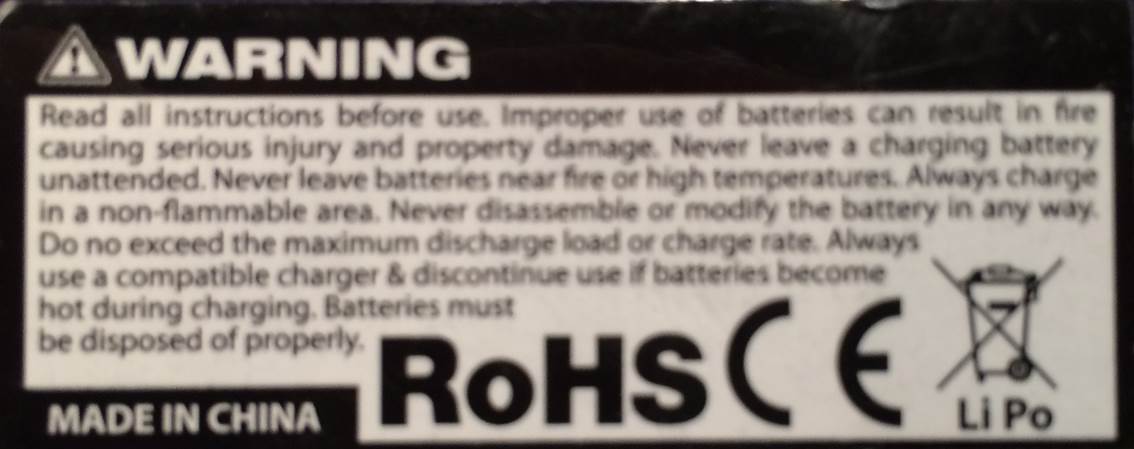 WARNING
Read all instructions before use. Improper use of batteries can result in fire
causing serious injury and property damage. Never leave a charging battery
unattended. Never leave batteries near fire or high temperatures. Always charge
in a non-flammable area. Never disassemble or modify the battery in any way.
Do no exceed the maximum discharge load or charge rate. Always
use a compatible charger & discontinue use if batteries become
hot during charging. Batteries must
be disposed of properly.
RoHS CE
Li Po
MADE IN CHINA